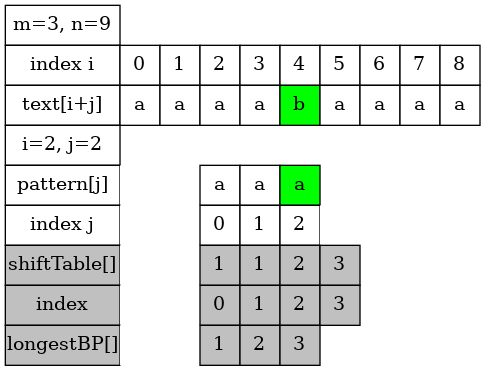 m=3, n=9
index i 0 1 2 3 4 5 6 7 8
text[i+j] a a a a b a a a a
i=2, j=2
pattern[j] a a a
index j 0 1 2
shiftTable[] 1 1 2 3
index 0 1 2 3
longestBP[] 1 2 3